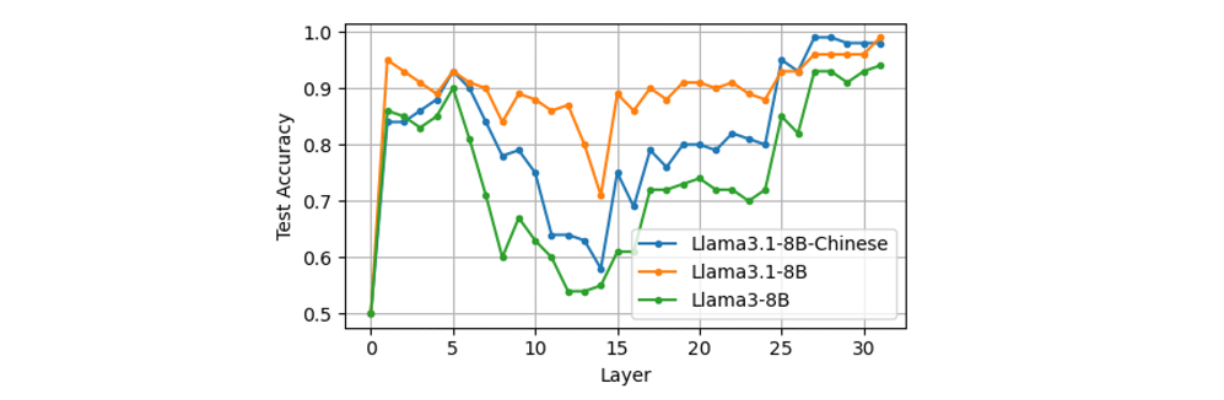 1.0
0.9
0.8
0.7
0.6
0.5
Test Accuracy
0 5 10 15 20 25 30
Layer
Llama3.1-8B-Chinese
Llama3.1-8B
Llama3-8B